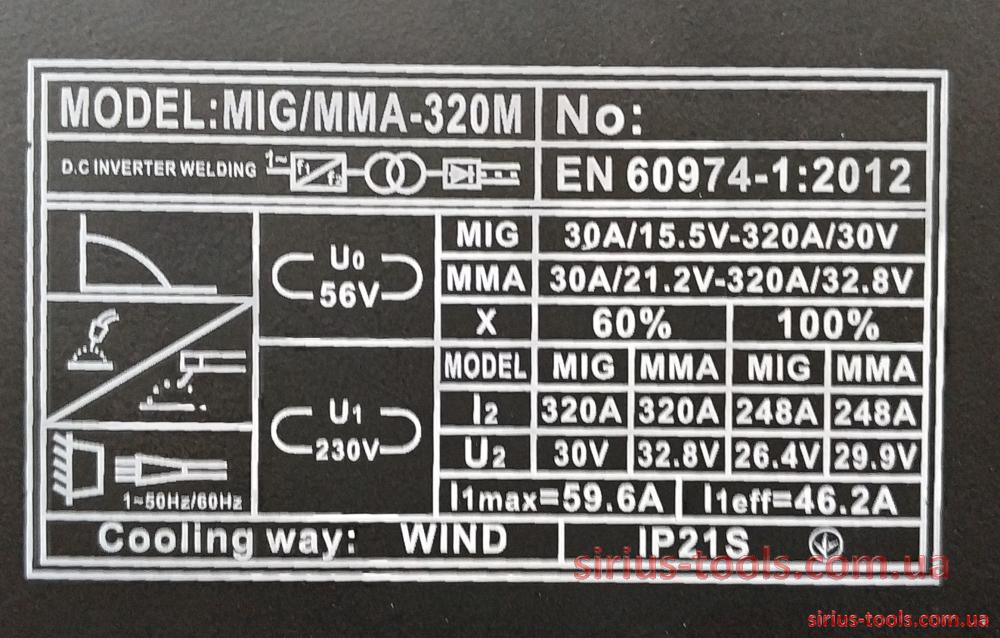 MODEL:MIG/MMA-320M No:
D.C INVERTER WELDING 1~ f1 f2 EN 60974-1:2012
MIG 30A/15.5V-320A/30V
U0 56V MMA 30A/21.2V-320A/32.8V
X 60% 100%
MODEL MIG MMA MIG MMA
U1 I2 320A 320A 248A 248A
230V U2 30V 32.8V 26.4V 29.9V
1~50Hz/60Hz I1max=59.6A I1eff=46.2A
Cooling way: WIND IP21S
sirius-tools.com.ua
sirius-tools.com.ua